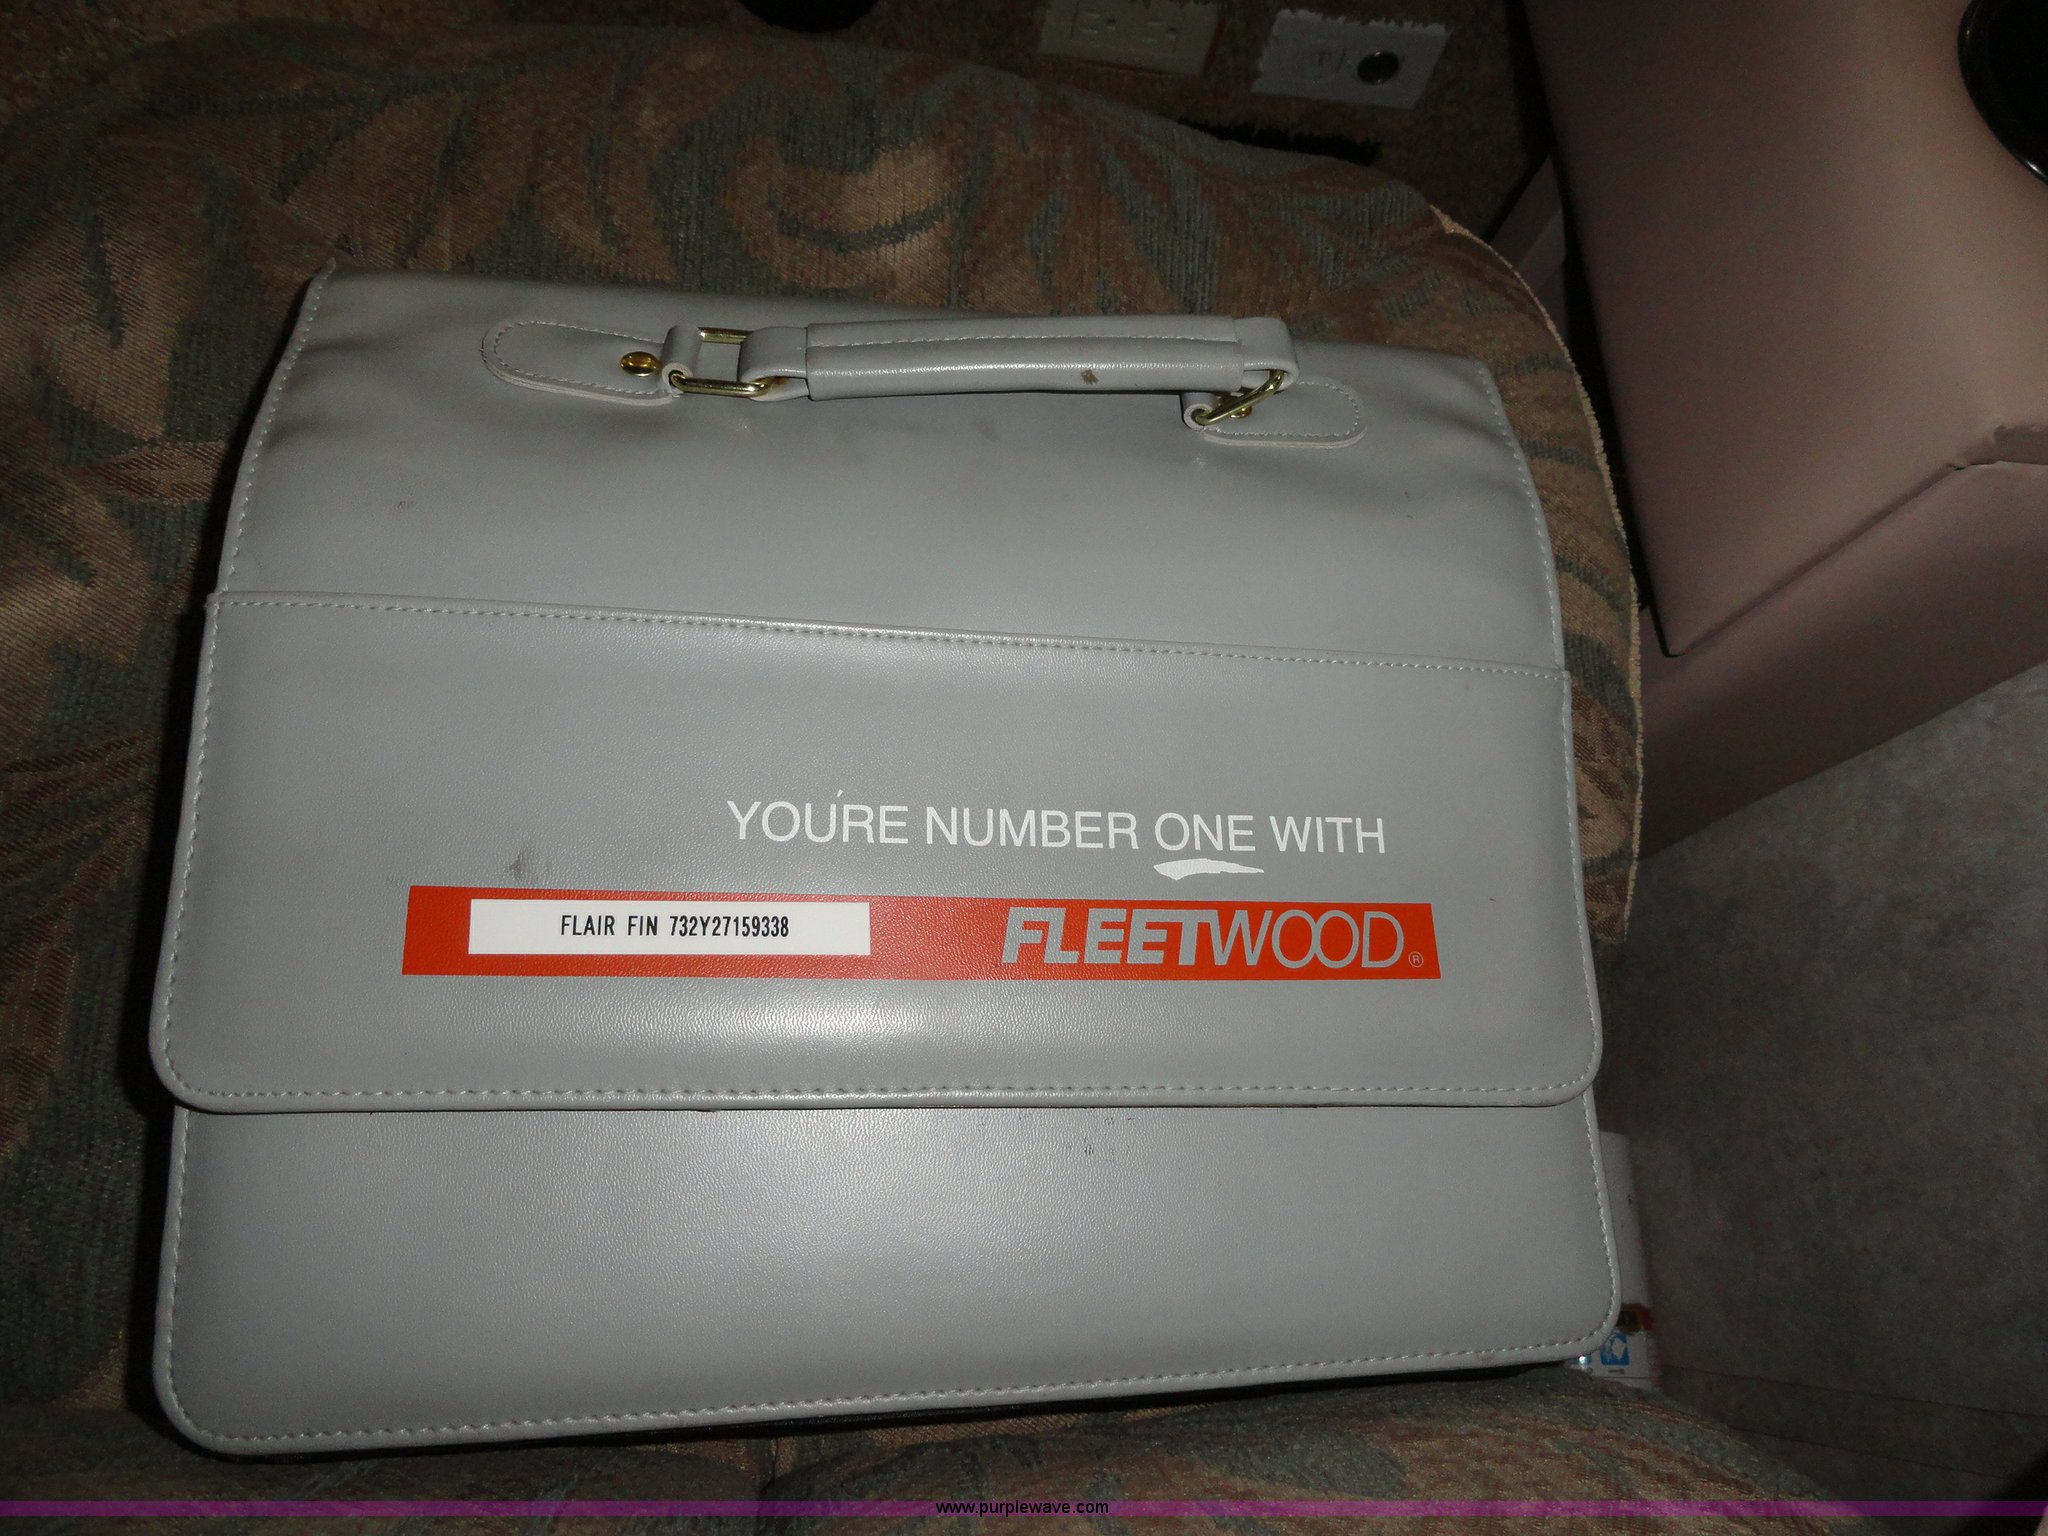 YOU'RE NUMBER ONE WITH
FLAIR FIN 732Y27159338
FLEETWOOD®
www.purplewave.com